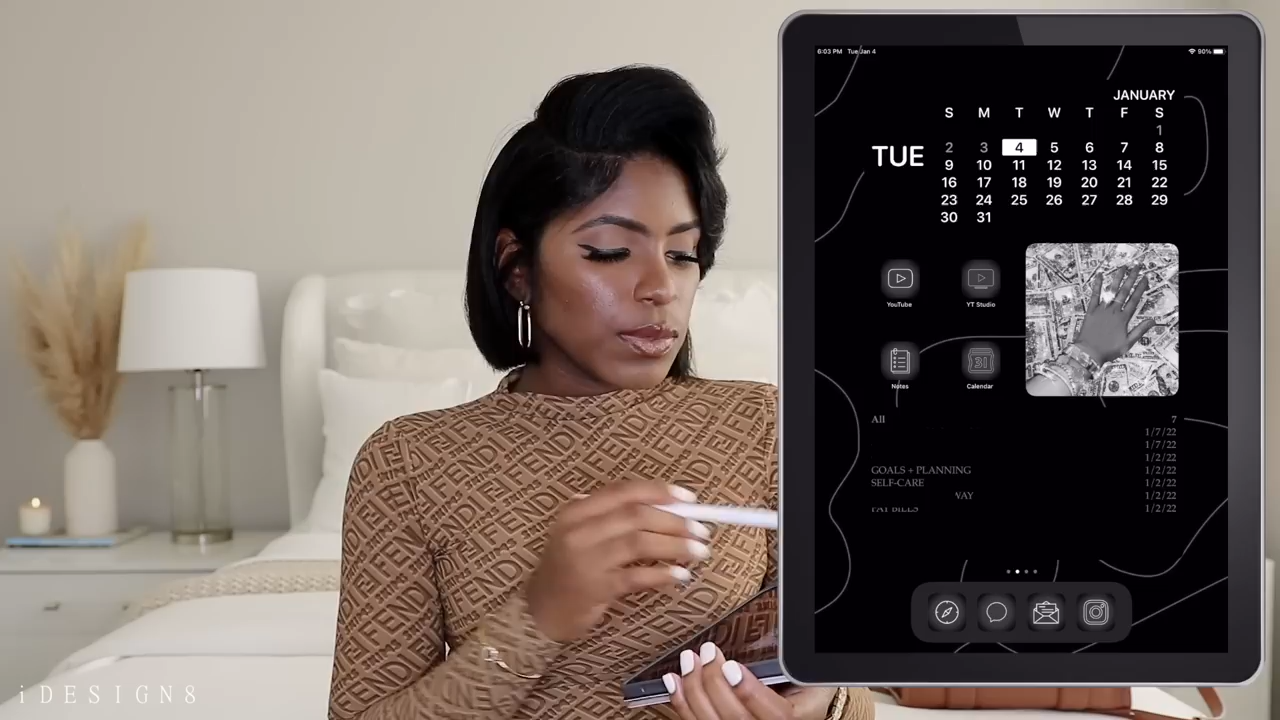 6:03 PM Tue Jan 4 90%
JANUARY
S M T W T F S
1
TUE
2 3 4 5 6 7 8
9 10 11 12 13 14 15
16 17 18 19 20 21 22
23 24 25 26 27 28 29
30 31
YouTube YT Studio
31
Notes Calendar
All 7
1/7/22
1/7/22
1/2/22
GOALS + PLANNING 1/2/22
SELF-CARE 1/2/22
WAY 1/2/22
1/2/22
FENDI
iDESIGN8